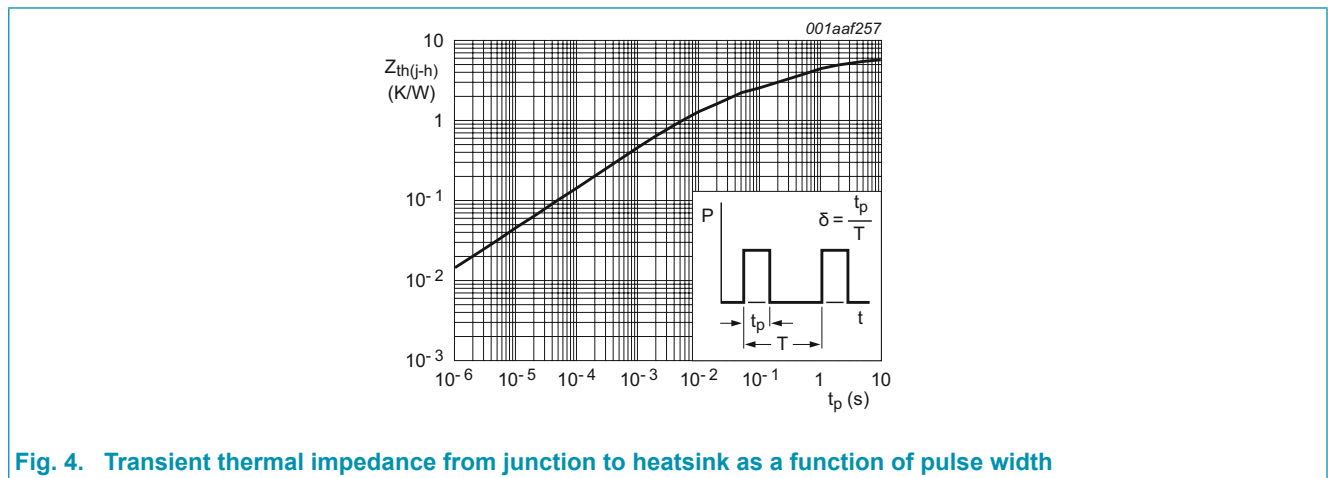 001aaf257
10
Zth(j-h)
(K/W)
1
10-1
10-2
10-3
10-6 10-5 10-4 10-3 10-2 10-1 1 10
tp (s)
P
δ = tp/T
tp
t
T
Fig. 4. Transient thermal impedance from junction to heatsink as a function of pulse width